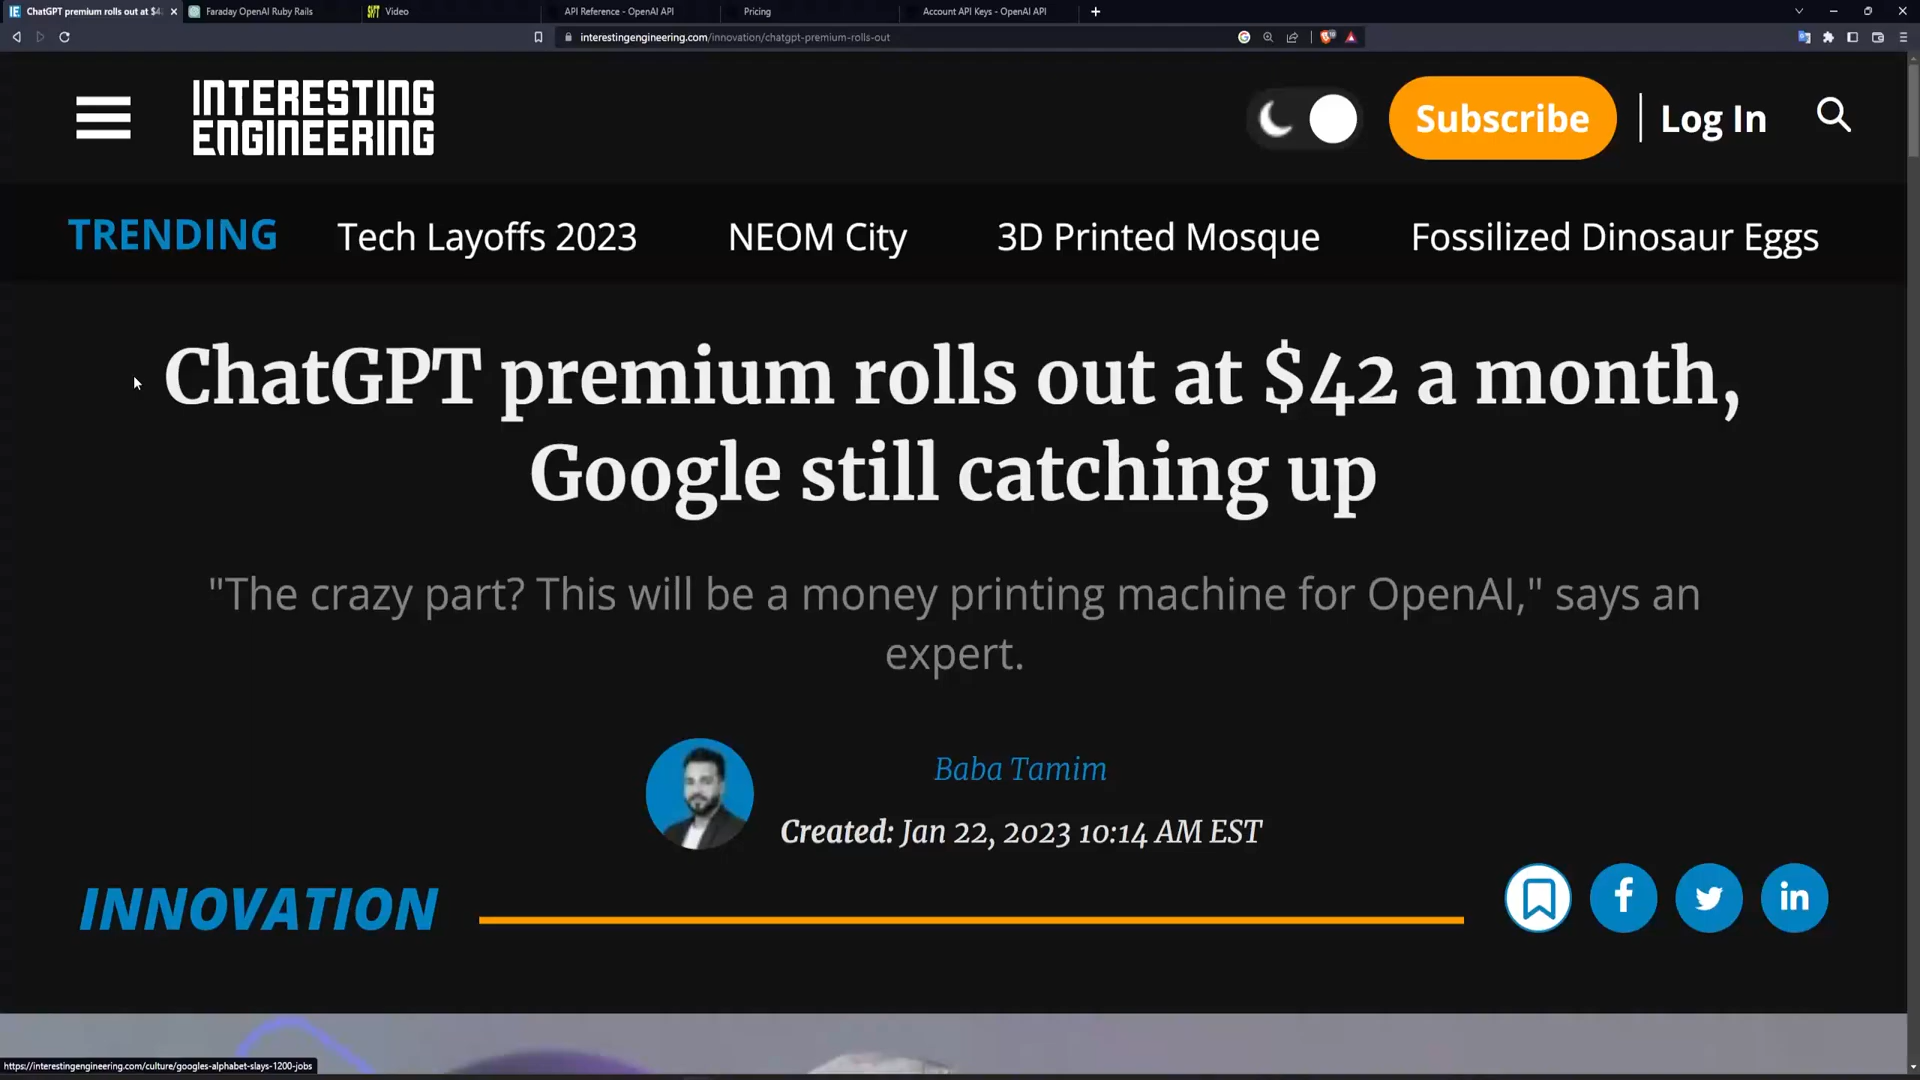 ChatGPT premium rolls out at $4
Faraday OpenAI Ruby Rails
Video
API Reference - OpenAI API
Pricing
Account API Keys - OpenAI API
interestingengineering.com/innovation/chatgpt-premium-rolls-out
INTERESTING
ENGINEERING
Subscribe
Log In
TRENDING
Tech Layoffs 2023
NEOM City
3D Printed Mosque
Fossilized Dinosaur Eggs
ChatGPT premium rolls out at $42 a month,
Google still catching up
"The crazy part? This will be a money printing machine for OpenAI," says an
expert.
Baba Tamim
Created: Jan 22, 2023 10:14 AM EST
INNOVATION
https://interestingengineering.com/culture/googles-alphabet-slays-1200-jobs